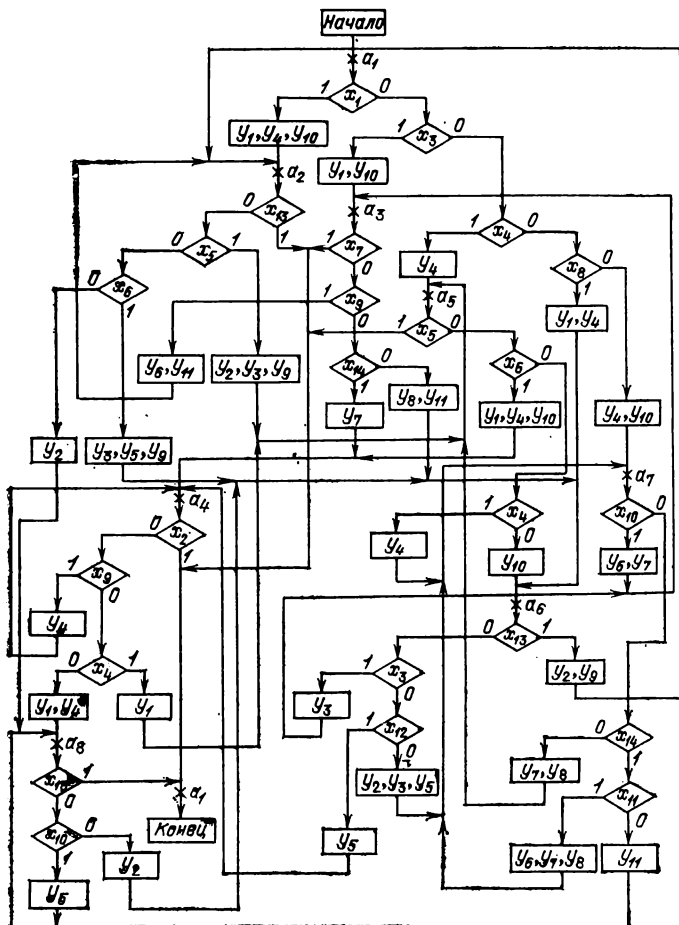 Начало
a₁
1 x₁ 0
y₁, y₄, y₁₀
1 x₃ 0
a₂
y₁, y₁₀
0 x₁₃ 1
a₃
1 x₇ 0
1 x₄ 0
0 x₅ 1
y₄
x₈ 0
1
0 x₆ 1
1 x₉ 0
a₅
1 x₅ 0
y₁, y₄
y₆, y₁₁
y₂, y₃, y₉
x₁₄ 0
1
x₆ 0
1
y₇
y₈, y₁₁
y₁, y₄, y₁₀
y₄, y₁₀
y₂
y₃, y₅, y₉
a₄
a₇
0 x₂ 1
1 x₄ 0
x₁₀ 0
1
y₄
y₁₀
y₆, y₇
1 x₉ 0
a₆
y₄
0 x₁₃ 1
0 x₄ 1
1 x₃ 0
y₂, y₉
y₁, y₄
y₁
y₃
1 x₁₂ 0
a₈
0 x₁₄
1
y₂, y₃, y₅
y₇, y₈
1
0
a₁
1 x₁₁ 0
Конец
x₁₀ 0
1
y₂
y₅
y₁₁